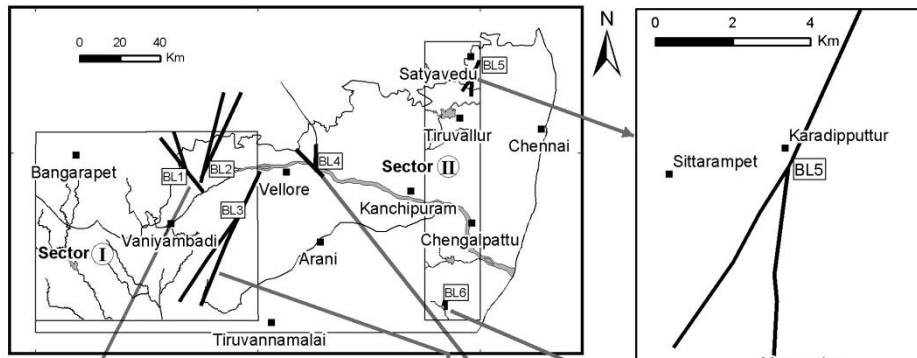 0 20 40
Km
N
0 2 4
Km
Satyavedu
BL5
Tiruvallur
Chennai
Karadipputtur
Sittarampet
BL5
Bangarapet
BL1
BL2
BL4
Sector II
Vellore
Kanchipuram
BL3
Vaniyambadi
Chengalpattu
Sector I
Arani
BL6
Tiruvannamalai